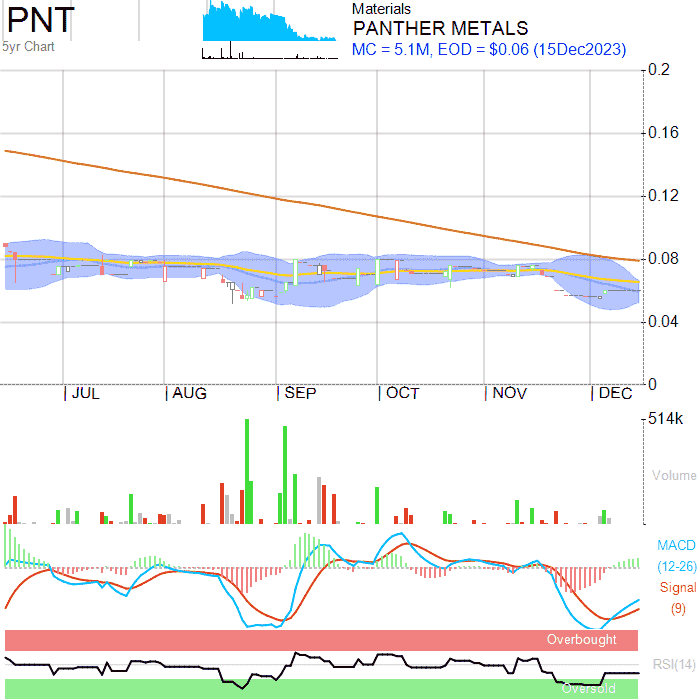 PNT
5yr Chart
Materials
PANTHER METALS
MC = 5.1M, EOD = $0.06 (15Dec2023)
0.2
0.16
0.12
0.08
0.04
0
JUL AUG SEP OCT NOV DEC
514k
Volume
MACD
(12-26)
Signal
(9)
Overbought
RSI(14)
Oversold